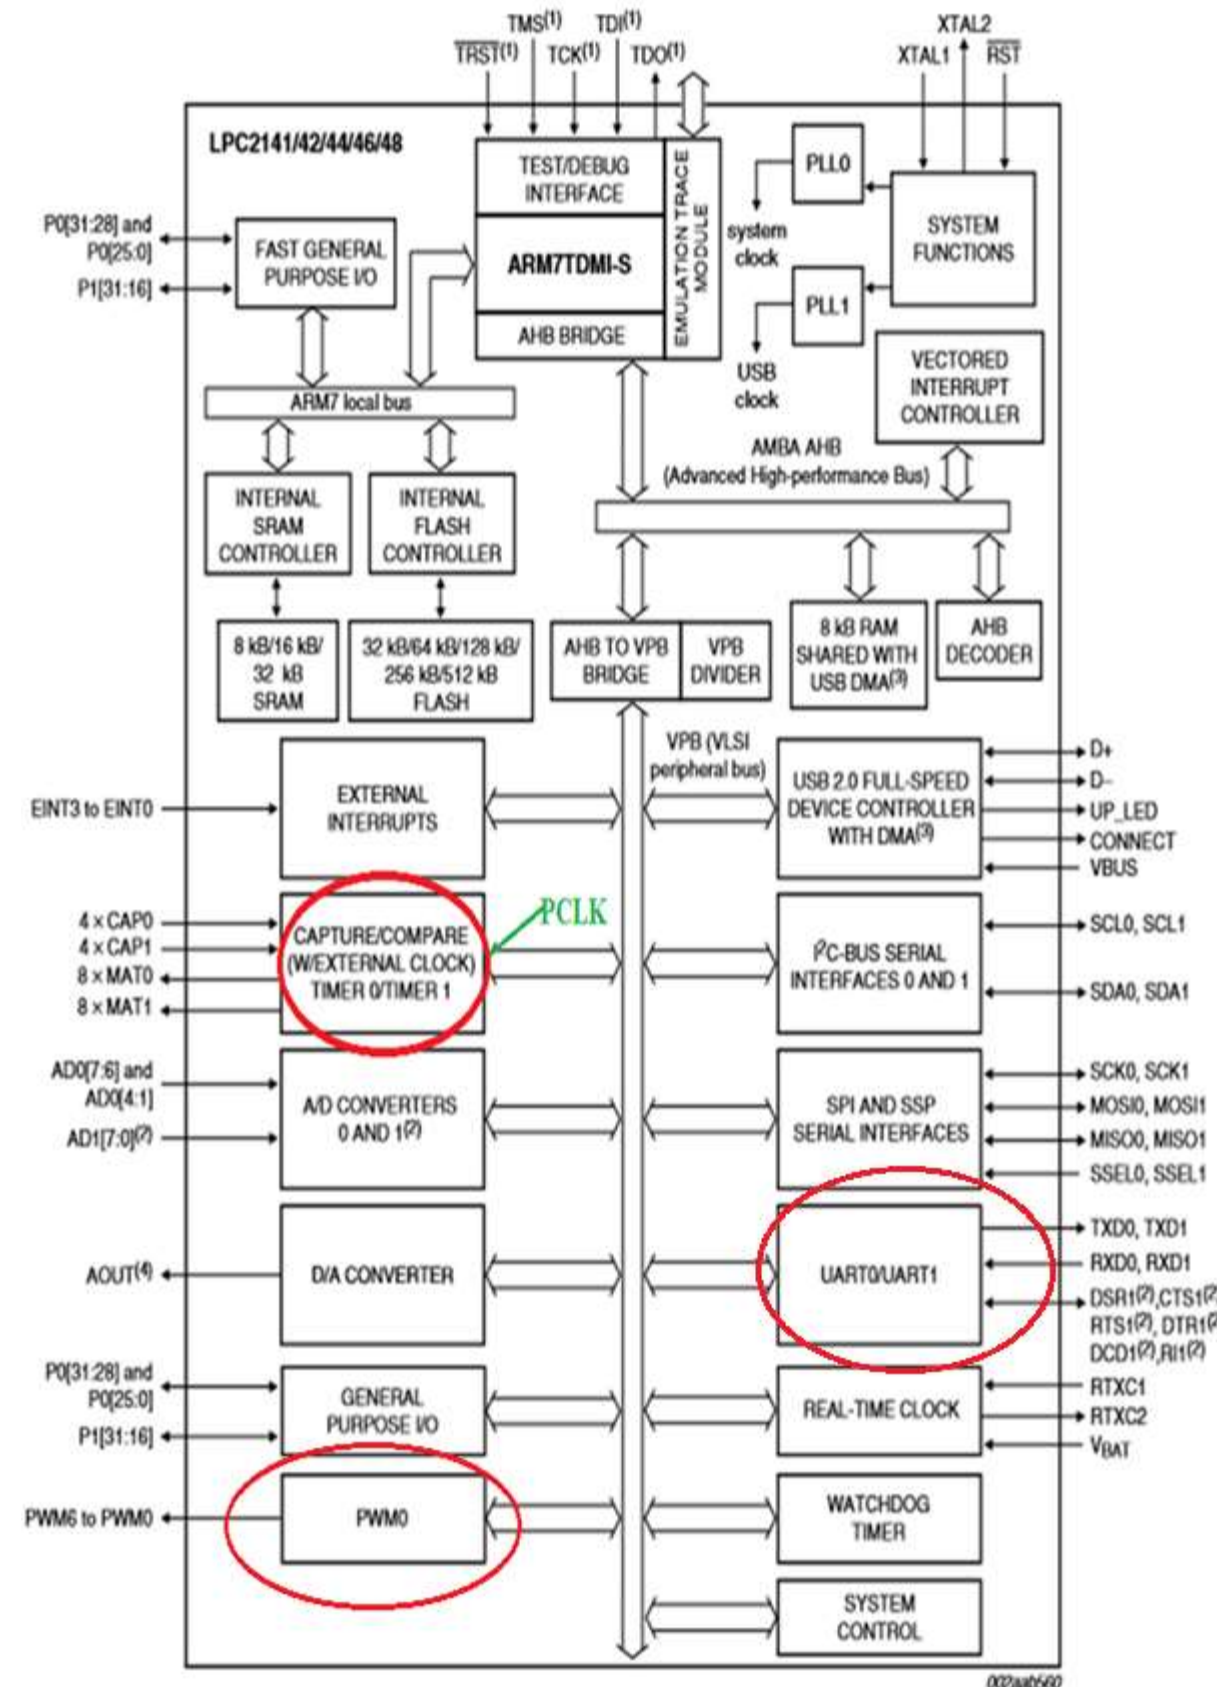 XTAL2
TMS(1) TDI(1)
TRST(1) TCK(1) TDO(1)
XTAL1 RST
LPC2141/42/44/46/48
TEST/DEBUG
INTERFACE
ARM7TDMI-S
AHB BRIDGE
EMULATION TRACE
MODULE
PLL0
system
clock
PLL1
USB
clock
SYSTEM
FUNCTIONS
P0[31:28] and
P0[25:0]
P1[31:16]
FAST GENERAL
PURPOSE I/O
VECTORED
INTERRUPT
CONTROLLER
ARM7 local bus
AMBA AHB
(Advanced High-performance Bus)
INTERNAL
SRAM
CONTROLLER
INTERNAL
FLASH
CONTROLLER
8 kB/16 kB/
32 kB
SRAM
32 kB/64 kB/128 kB/
256 kB/512 kB
FLASH
AHB TO VPB
BRIDGE
VPB
DIVIDER
8 kB RAM
SHARED WITH
USB DMA(3)
AHB
DECODER
VPB (VLSI
peripheral bus)
EINT3 to EINT0
EXTERNAL
INTERRUPTS
USB 2.0 FULL-SPEED
DEVICE CONTROLLER
WITH DMA(3)
D+
D−
UP_LED
CONNECT
VBUS
4 × CAP0
4 × CAP1
8 × MAT0
8 × MAT1
CAPTURE/COMPARE
(W/EXTERNAL CLOCK)
TIMER 0/TIMER 1
PCLK
I²C-BUS SERIAL
INTERFACES 0 AND 1
SCL0, SCL1
SDA0, SDA1
AD0[7:6] and
AD0[4:1]
AD1[7:0](2)
A/D CONVERTERS
0 AND 1(2)
SPI AND SSP
SERIAL INTERFACES
SCK0, SCK1
MOSI0, MOSI1
MISO0, MISO1
SSEL0, SSEL1
AOUT(4)
D/A CONVERTER
UART0/UART1
TXD0, TXD1
RXD0, RXD1
DSR1(2),CTS1(2
RTS1(2), DTR1(2
DCD1(2),RI1(2)
P0[31:28] and
P0[25:0]
P1[31:16]
GENERAL
PURPOSE I/O
REAL-TIME CLOCK
RTXC1
RTXC2
VBAT
PWM6 to PWM0
PWM0
WATCHDOG
TIMER
SYSTEM
CONTROL
002aab560